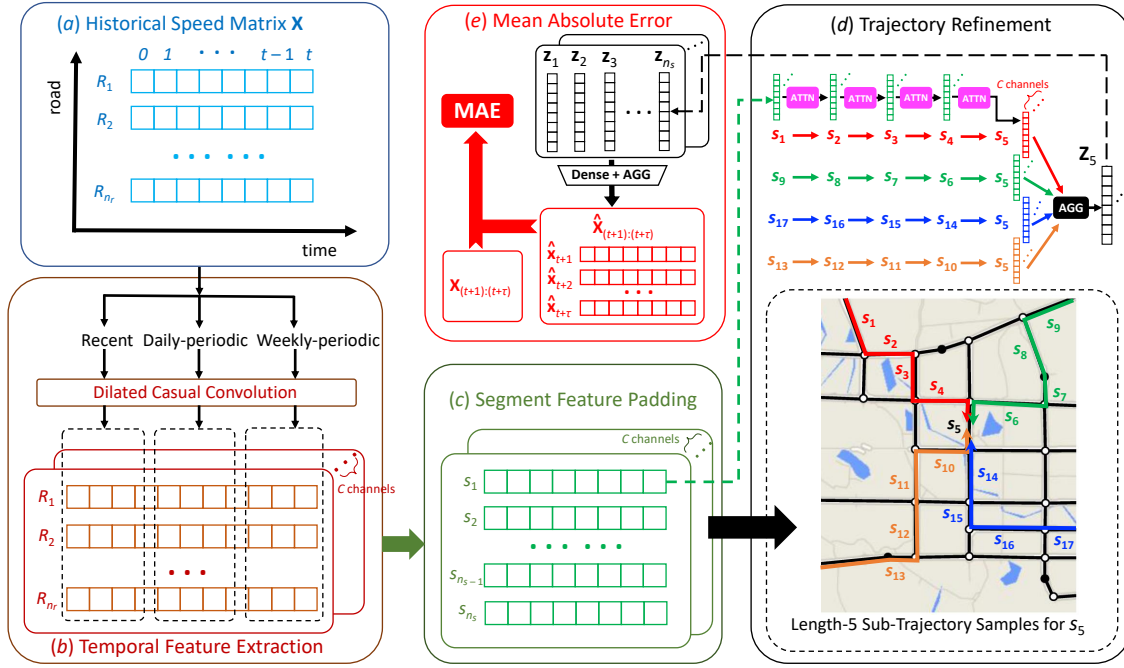 (a) Historical Speed Matrix X
0 1 · · · t−1 t
road
R1
R2
· · · · · ·
Rnr
time
Recent Daily-periodic Weekly-periodic
Dilated Casual Convolution
C channels
R1
R2
· · ·
Rnr
(b) Temporal Feature Extraction
(e) Mean Absolute Error
z1 z2 z3 zns
· · ·
MAE
Dense + AGG
X̂(t+1):(t+τ)
x̂t+1
x̂t+2
· · ·
x̂t+τ
X(t+1):(t+τ)
(c) Segment Feature Padding
C channels
s1
s2
· · · · · ·
sns−1
sns
(d) Trajectory Refinement
C channels
ATTN ATTN ATTN ATTN
s1 s2 s3 s4 s5
s9 s8 s7 s6 s5
s17 s16 s15 s14 s5
s13 s12 s11 s10 s5
AGG
Z5
s1
s2
s3
s4
s5
s6
s7
s8
s9
s10
s11
s12
s13
s14
s15
s16
s17
Length-5 Sub-Trajectory Samples for s5